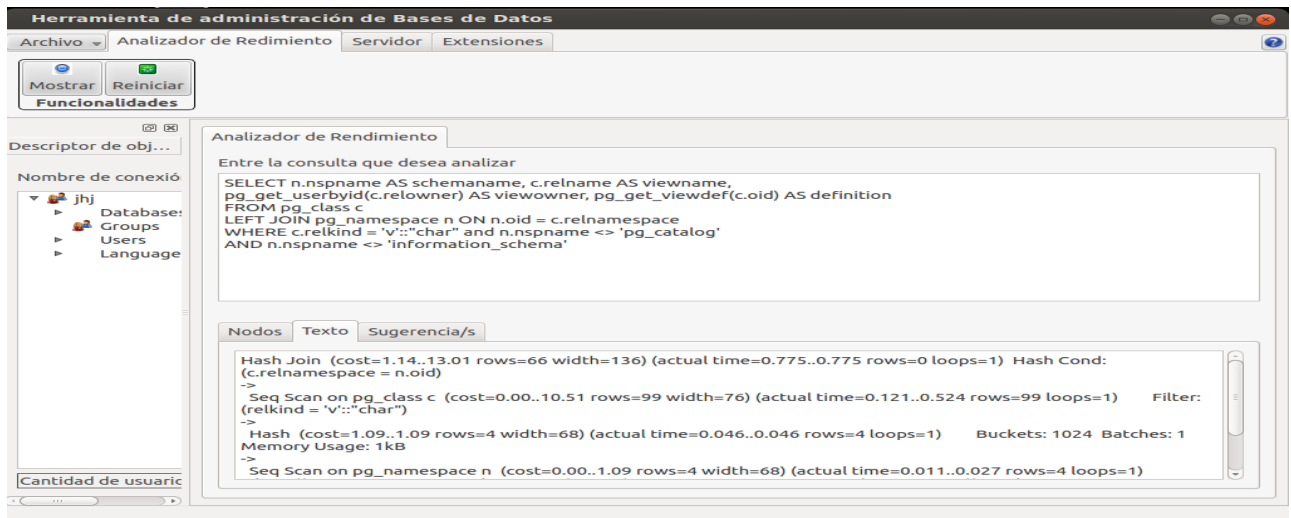 Herramienta de administración de Bases de Datos
Archivo
Analizador de Redimiento
Servidor
Extensiones
Mostrar
Reiniciar
Funcionalidades
Descriptor de obj...
Nombre de conexió
jhj
Databases
Groups
Users
Language
Cantidad de usuaric
Analizador de Rendimiento
Entre la consulta que desea analizar
SELECT n.nspname AS schemaname, c.relname AS viewname,
pg_get_userbyid(c.relowner) AS viewowner, pg_get_viewdef(c.oid) AS definition
FROM pg_class c
LEFT JOIN pg_namespace n ON n.oid = c.relnamespace
WHERE c.relkind = 'v'::"char" and n.nspname <> 'pg_catalog'
AND n.nspname <> 'information_schema'
Nodos
Texto
Sugerencia/s
Hash Join (cost=1.14..13.01 rows=66 width=136) (actual time=0.775..0.775 rows=0 loops=1) Hash Cond:
(c.relnamespace = n.oid)
->
Seq Scan on pg_class c (cost=0.00..10.51 rows=99 width=76) (actual time=0.121..0.524 rows=99 loops=1) Filter:
(relkind = 'v'::"char")
->
Hash (cost=1.09..1.09 rows=4 width=68) (actual time=0.046..0.046 rows=4 loops=1) Buckets: 1024 Batches: 1
Memory Usage: 1kB
->
Seq Scan on pg_namespace n (cost=0.00..1.09 rows=4 width=68) (actual time=0.011..0.027 rows=4 loops=1)